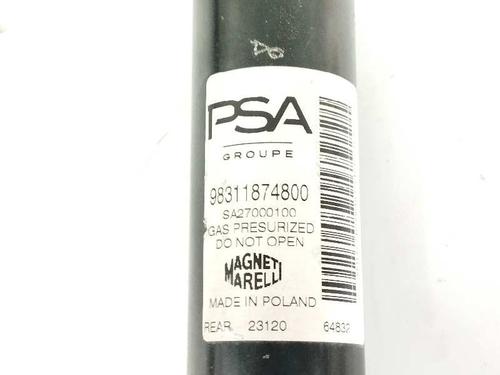 PSA
GROUPE
98311874800
SA27000100
GAS PRESURIZED
DO NOT OPEN
MAGNETI
MARELLI
MADE IN POLAND
REAR 23120 64832